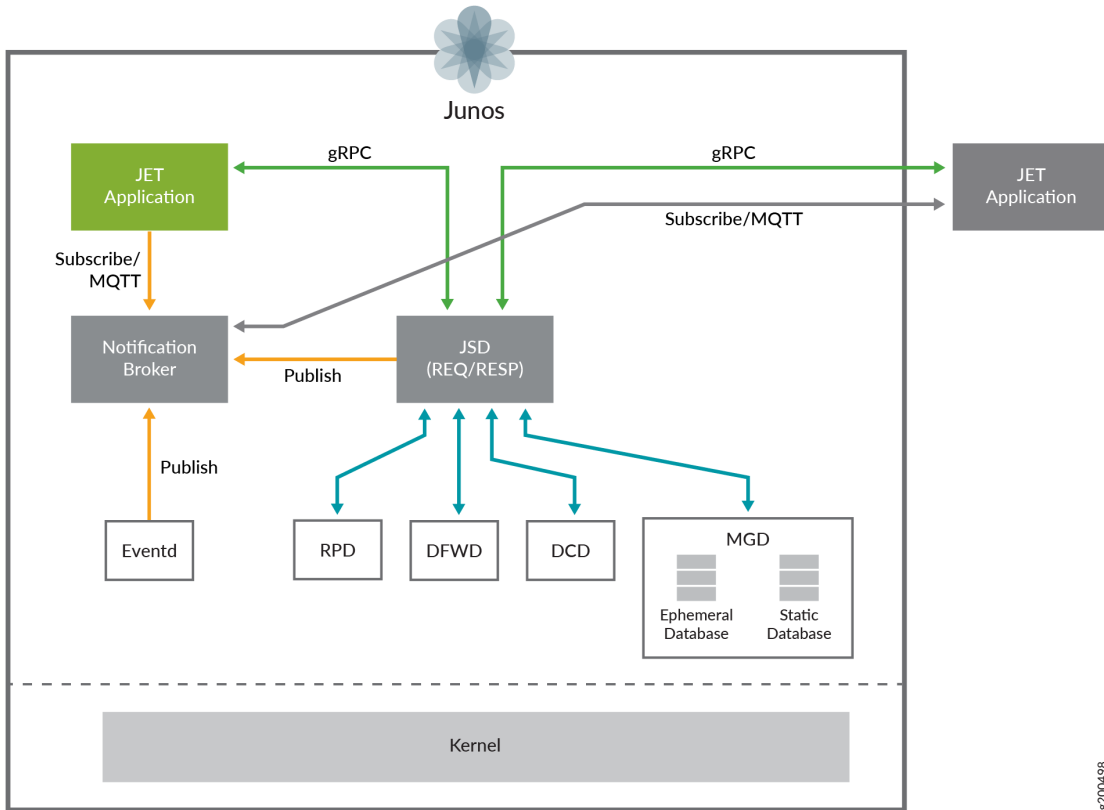 Junos
gRPC
gRPC
JET
Application
JET
Application
Subscribe/MQTT
Subscribe/
MQTT
Notification
Broker
JSD
(REQ/RESP)
Publish
Publish
Eventd
RPD
DFWD
DCD
MGD
Ephemeral
Database
Static
Database
Kernel
g200498